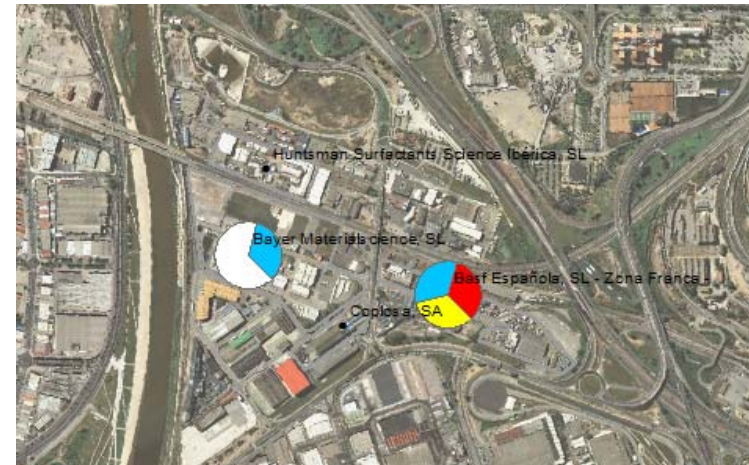 Huntsman Surfactants Science Ibérica, SL
Bayer Materialscience, SL
Basf Española, SL - Zona Franca -
Coplosa, SA